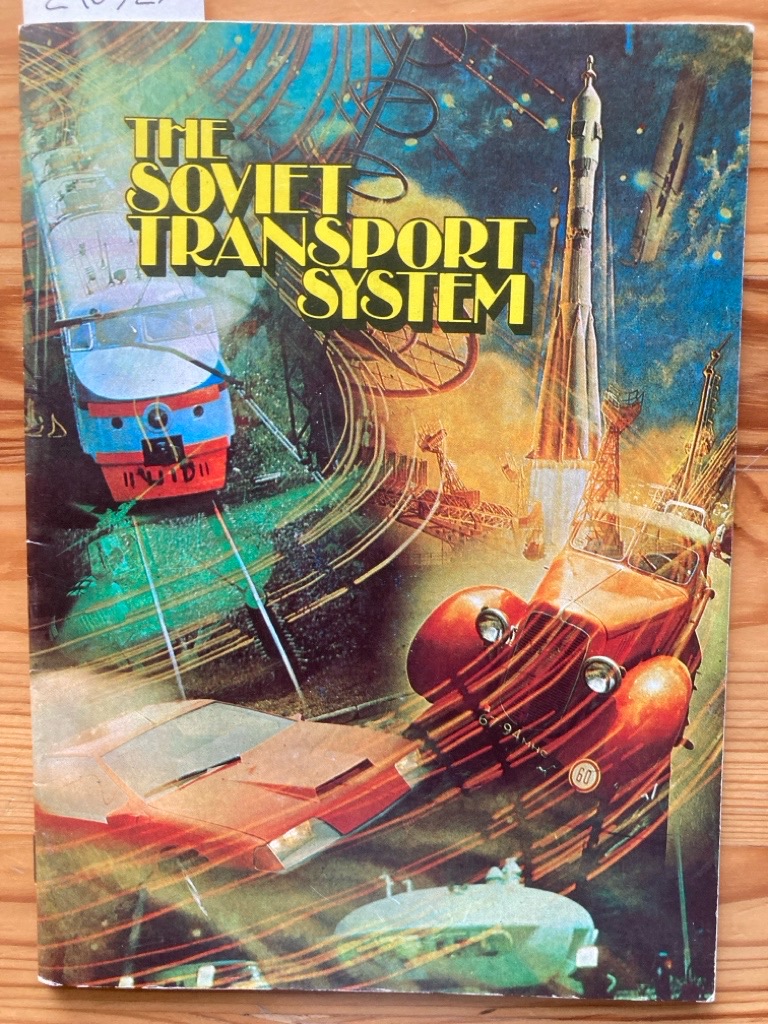 THE
SOVIET
TRANSPORT
SYSTEM
60